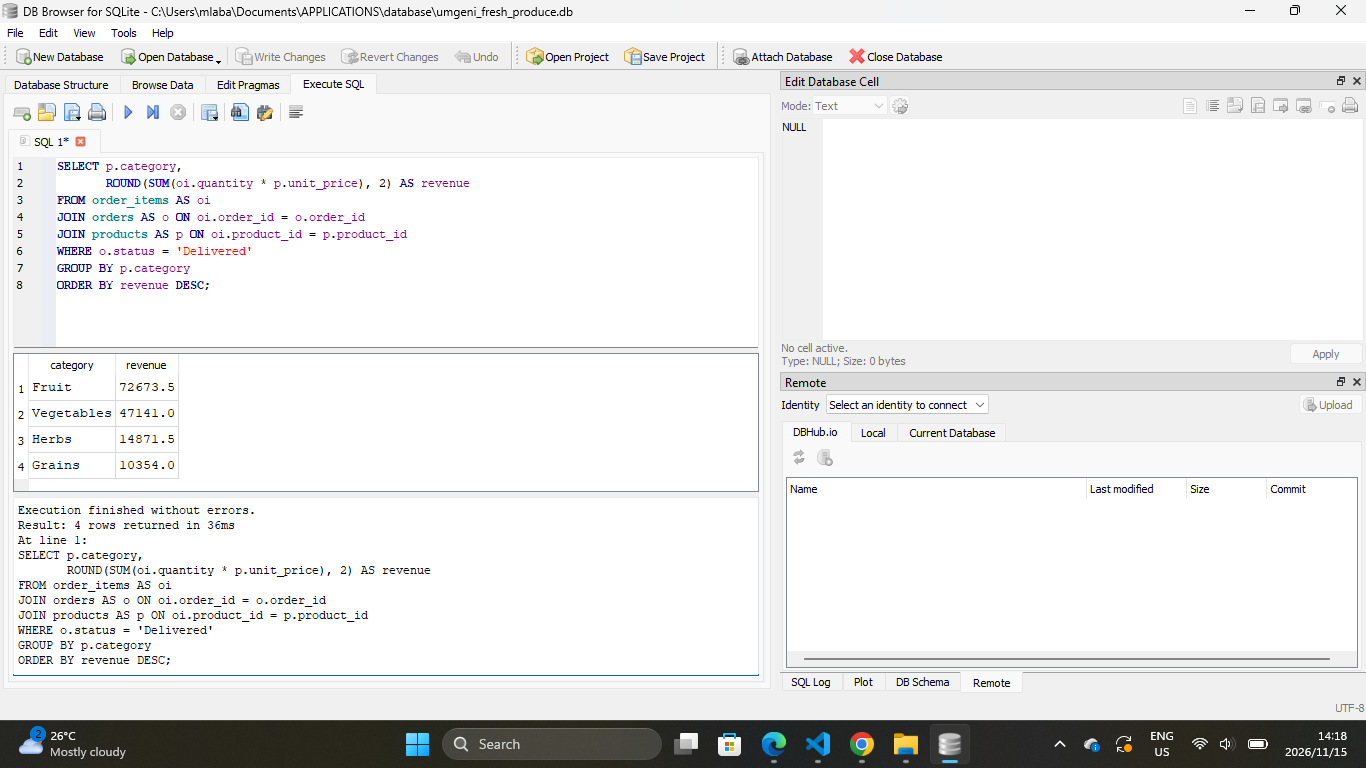 DB Browser for SQLite - C:\Users\mlaba\Documents\APPLICATIONS\database\umgeni_fresh_produce.db
File Edit View Tools Help
New Database Open Database Write Changes Revert Changes Undo Open Project Save Project Attach Database Close Database
Database Structure Browse Data Edit Pragmas Execute SQL
SQL 1*
1 SELECT p.category,
2 ROUND(SUM(oi.quantity * p.unit_price), 2) AS revenue
3 FROM order_items AS oi
4 JOIN orders AS o ON oi.order_id = o.order_id
5 JOIN products AS p ON oi.product_id = p.product_id
6 WHERE o.status = 'Delivered'
7 GROUP BY p.category
8 ORDER BY revenue DESC;
category revenue
1 Fruit 72673.5
2 Vegetables 47141.0
3 Herbs 14871.5
4 Grains 10354.0
Execution finished without errors.
Result: 4 rows returned in 36ms
At line 1:
SELECT p.category,
ROUND(SUM(oi.quantity * p.unit_price), 2) AS revenue
FROM order_items AS oi
JOIN orders AS o ON oi.order_id = o.order_id
JOIN products AS p ON oi.product_id = p.product_id
WHERE o.status = 'Delivered'
GROUP BY p.category
ORDER BY revenue DESC;
Edit Database Cell
Mode: Text
NULL
No cell active.
Type: NULL; Size: 0 bytes
Apply
Remote
Identity Select an identity to connect Upload
DBHub.io Local Current Database
Name Last modified Size Commit
SQL Log Plot DB Schema Remote
UTF-8
2
26°C
Mostly cloudy
Search
ENG
US
14:18
2026/11/15